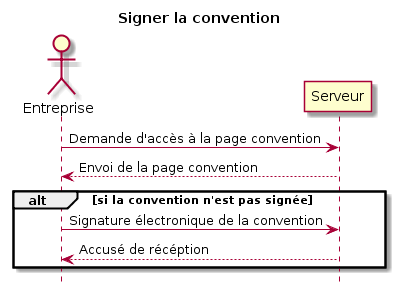 Signer la convention
Entreprise
Serveur
Demande d'accès à la page convention
Envoi de la page convention
alt [si la convention n'est pas signée]
Signature électronique de la convention
Accusé de récéption